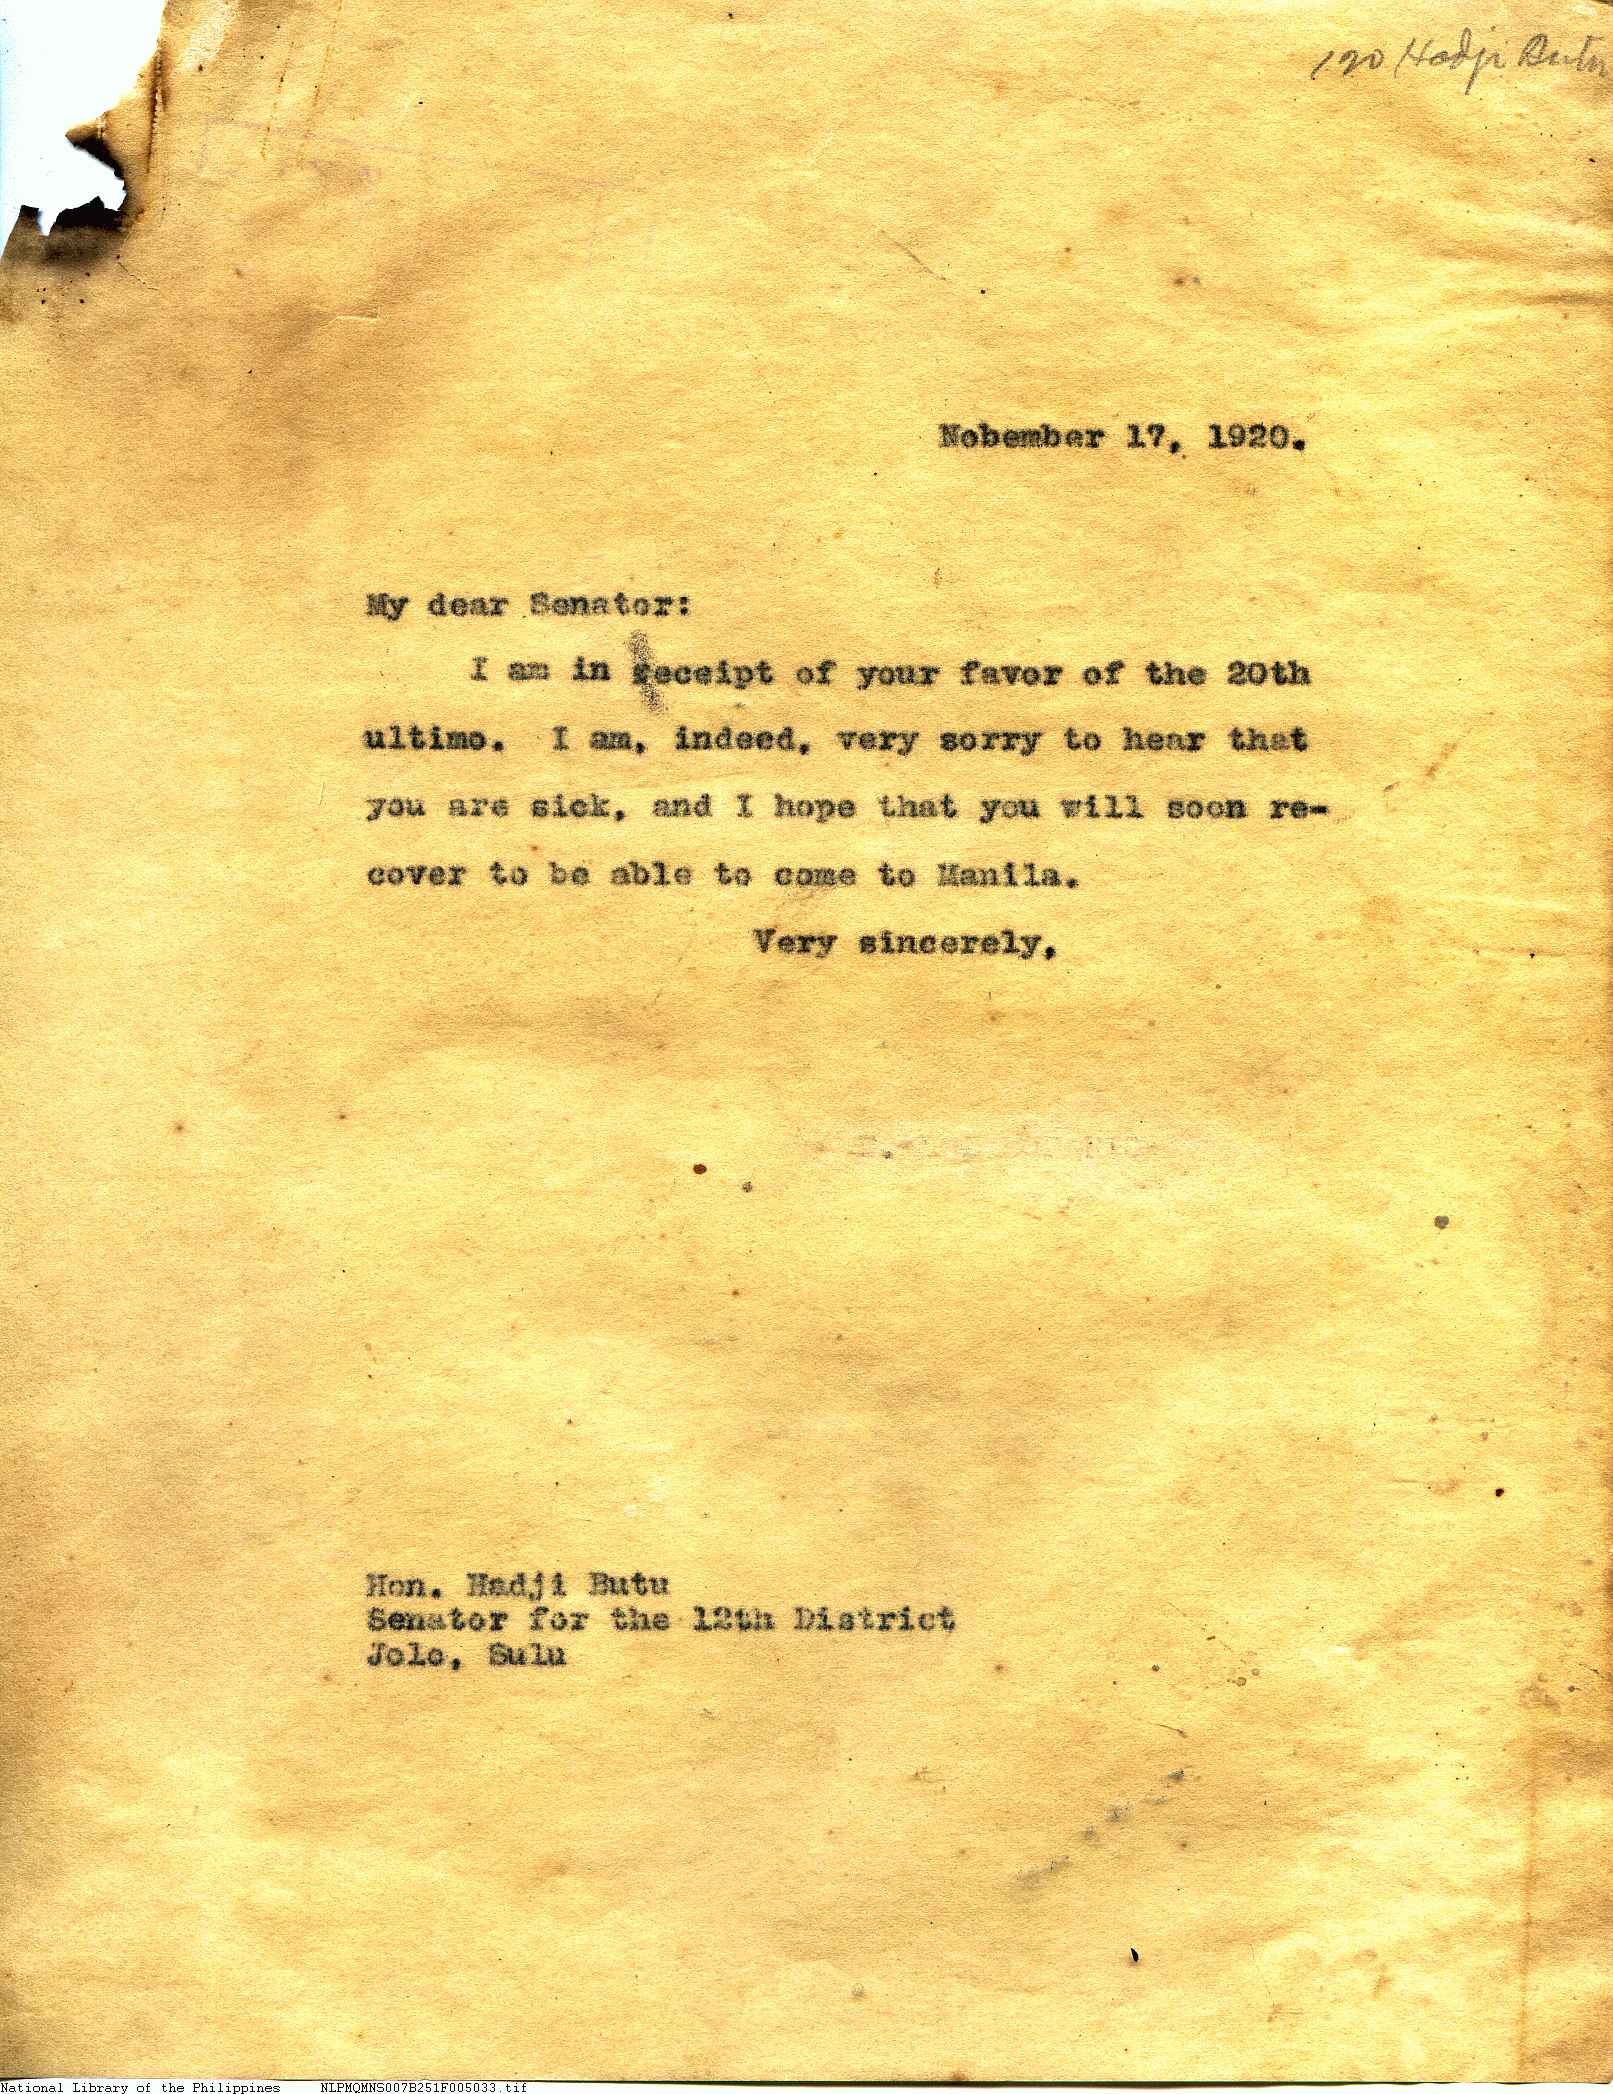 120 Hadji Butu
Nobember 17, 1920.
My dear Senator:
I am in receipt of your favor of the 20th
ultimo. I am, indeed, very sorry to hear that
you are sick, and I hope that you will soon re-
cover to be able to come to Manila.
Very sincerely,
Hon. Hadji Butu
Senator for the 12th District
Jolo, Sulu
National Library of the Philippines NLPMQMNS007B251F005033.tif